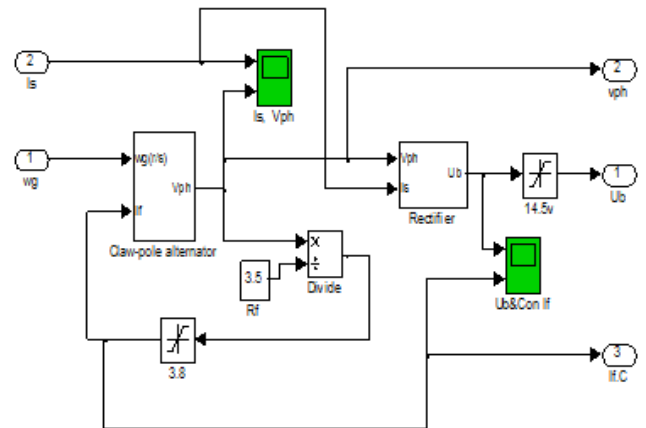 2
Is
2
vph
Is, Vph
1
wg
wg(r/s)
Vph
If
Claw-pole alternator
Vph
Is
Ub
Rectifier
14.5v
1
Ub
3.5
Rf
×
÷
Divide
Ub&Con If
3.8
3
If.C